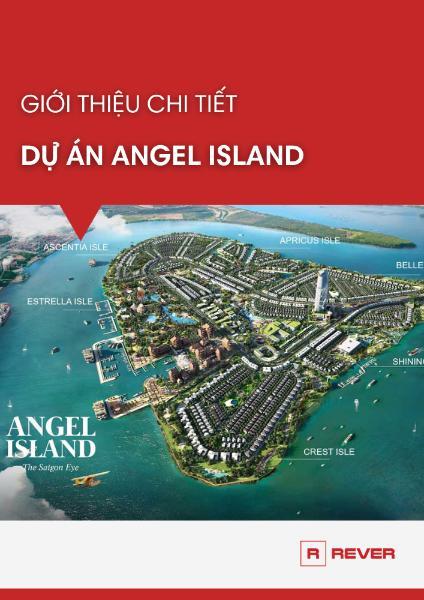 GIỚI THIỆU CHI TIẾT
DỰ ÁN ANGEL ISLAND
ASCENTIA ISLE
APRICUS ISLE
BELLE
ESTRELLA ISLE
SHINING
ANGEL
ISLAND
The Saigon Eye
CREST ISLE
R REVER